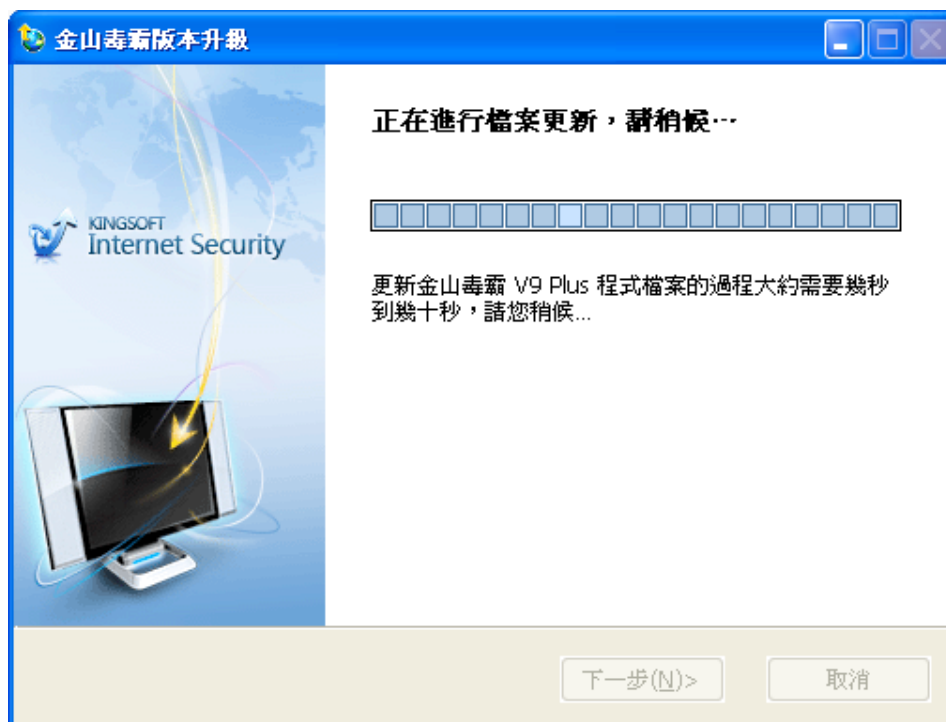 金山毒霸版本升級
正在進行檔案更新，請稍候…
KINGSOFT
Internet Security
更新金山毒霸 V9 Plus 程式檔案的過程大約需要幾秒
到幾十秒，請您稍候...
下一步(N)>
取消